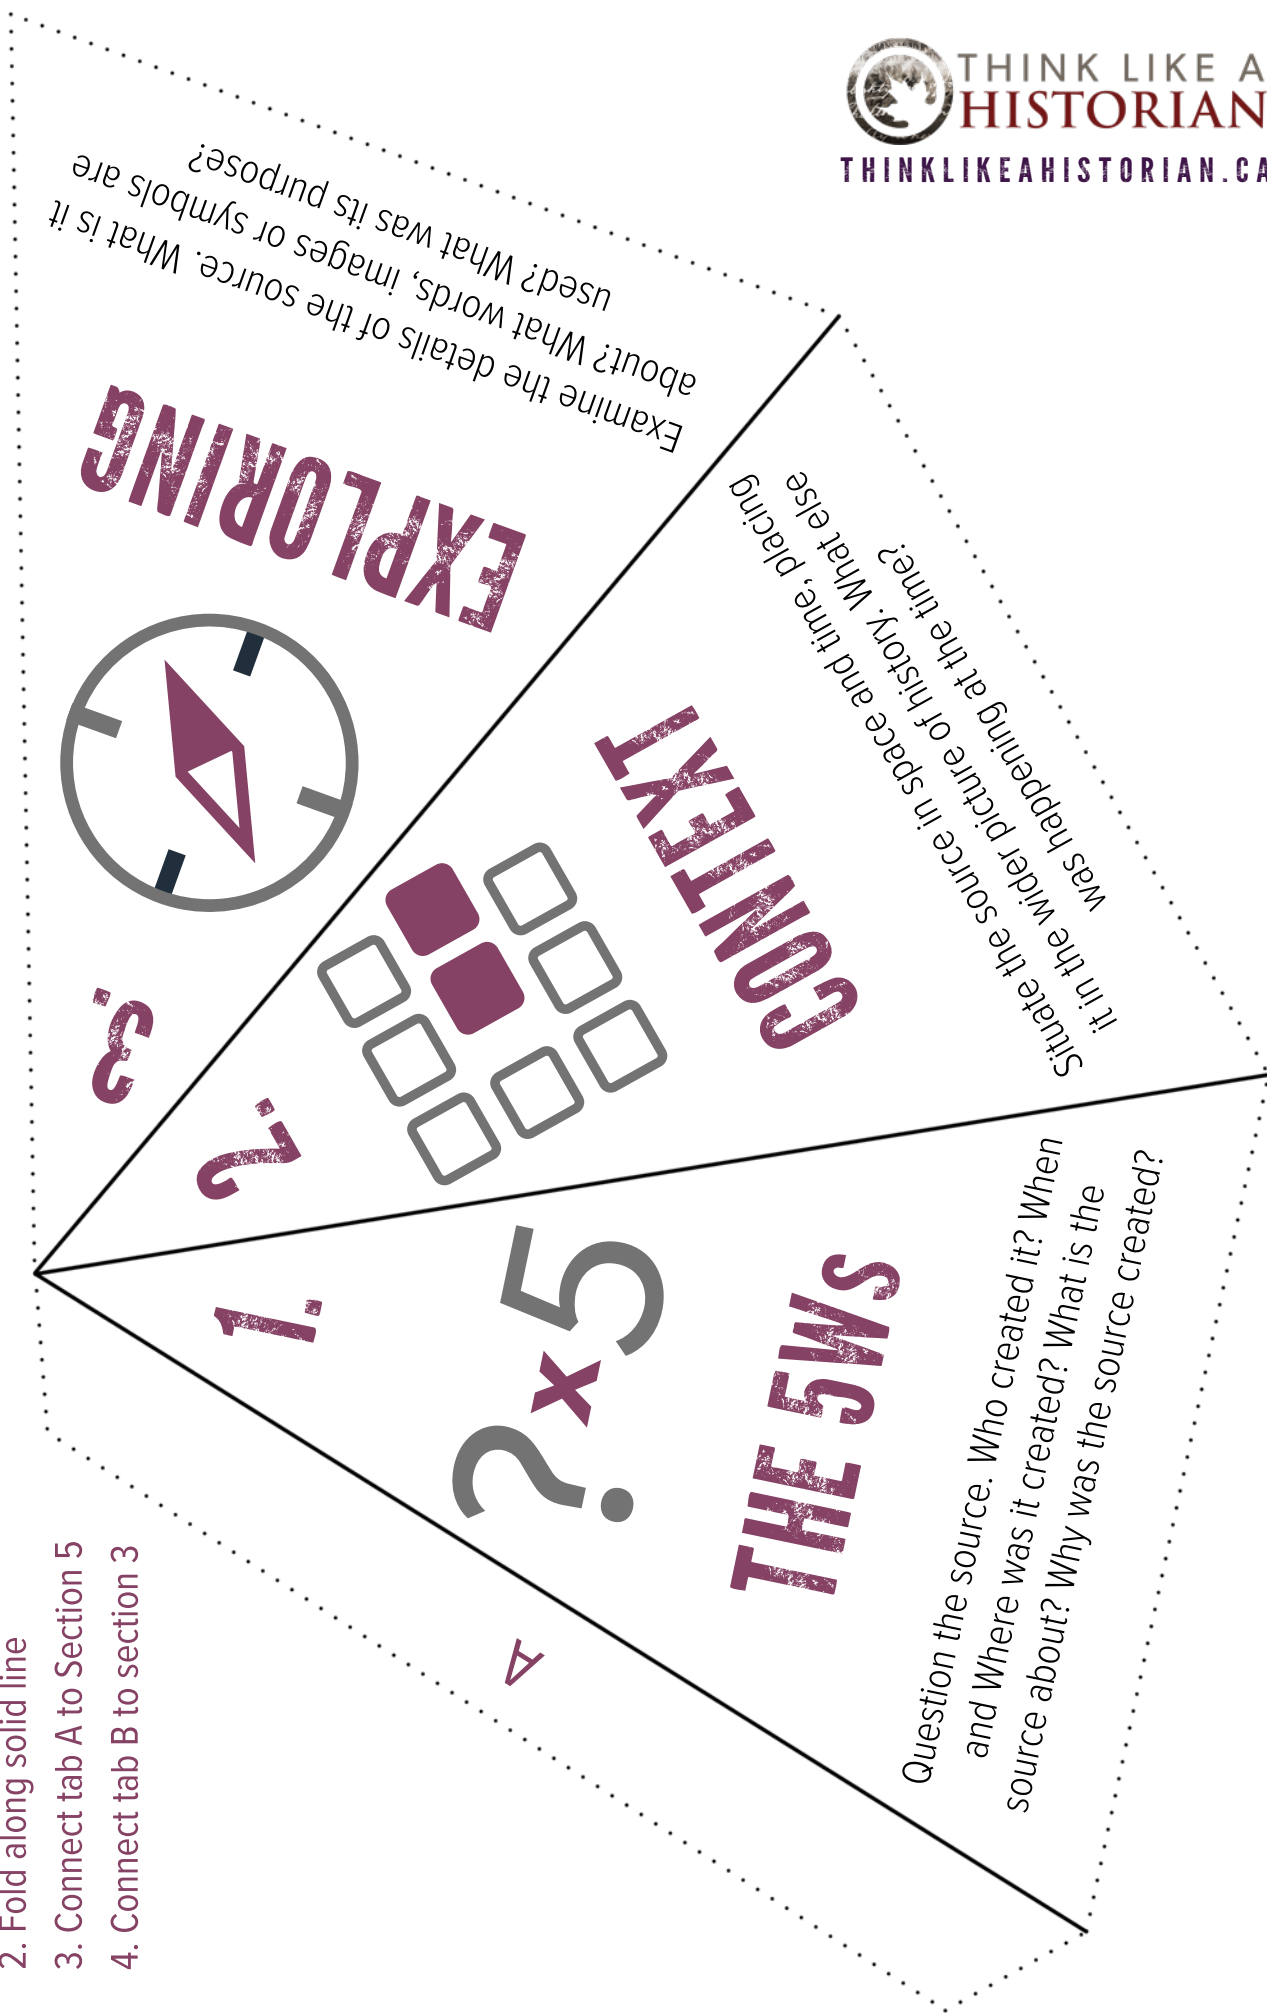 THINK LIKE A
HISTORIAN
THINKLIKEAHISTORIAN.CA
1.
? x 5
THE 5WS
Question the source. Who created it? When
and Where was it created? What is the
source about? Why was the source created?
2.
CONTEXT
Situate the source in space and time, placing
it in the wider picture of history. What else
was happening at the time?
3.
EXPLORING
Examine the details of the source. What is it
about? What words, images or symbols are
used? What was its purpose?
A
2. Fold along solid line
3. Connect tab A to Section 5
4. Connect tab B to section 3